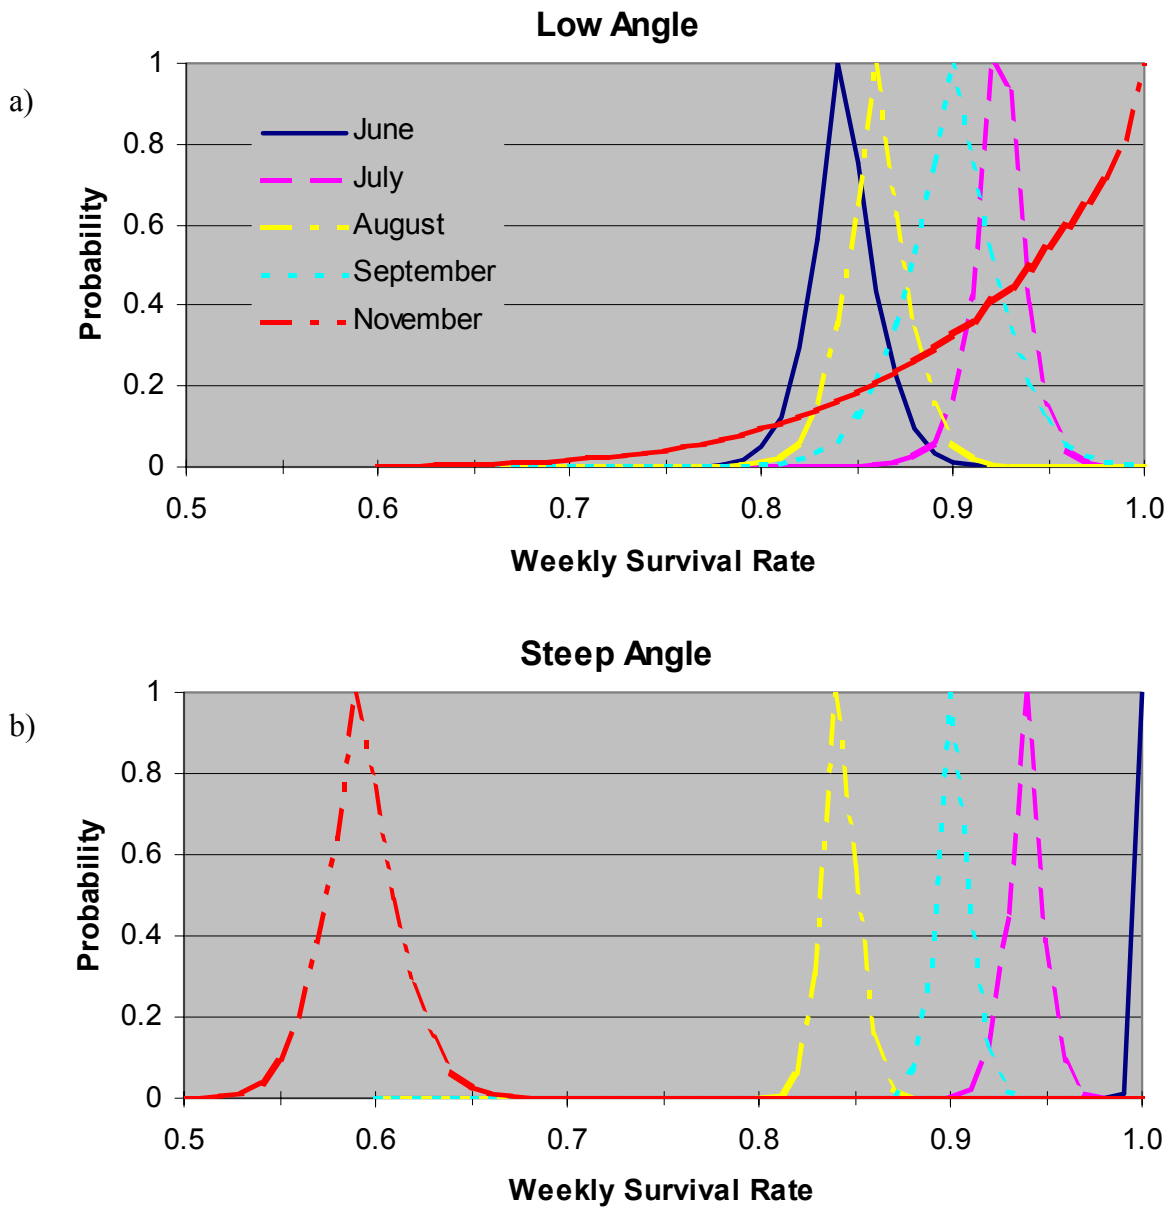 Low Angle
a)
1
0.8
0.6
0.4
0.2
0
Probability
June
July
August
September
November
0.5 0.6 0.7 0.8 0.9 1.0
Weekly Survival Rate
Steep Angle
b)
1
0.8
0.6
0.4
0.2
0
Probability
0.5 0.6 0.7 0.8 0.9 1.0
Weekly Survival Rate